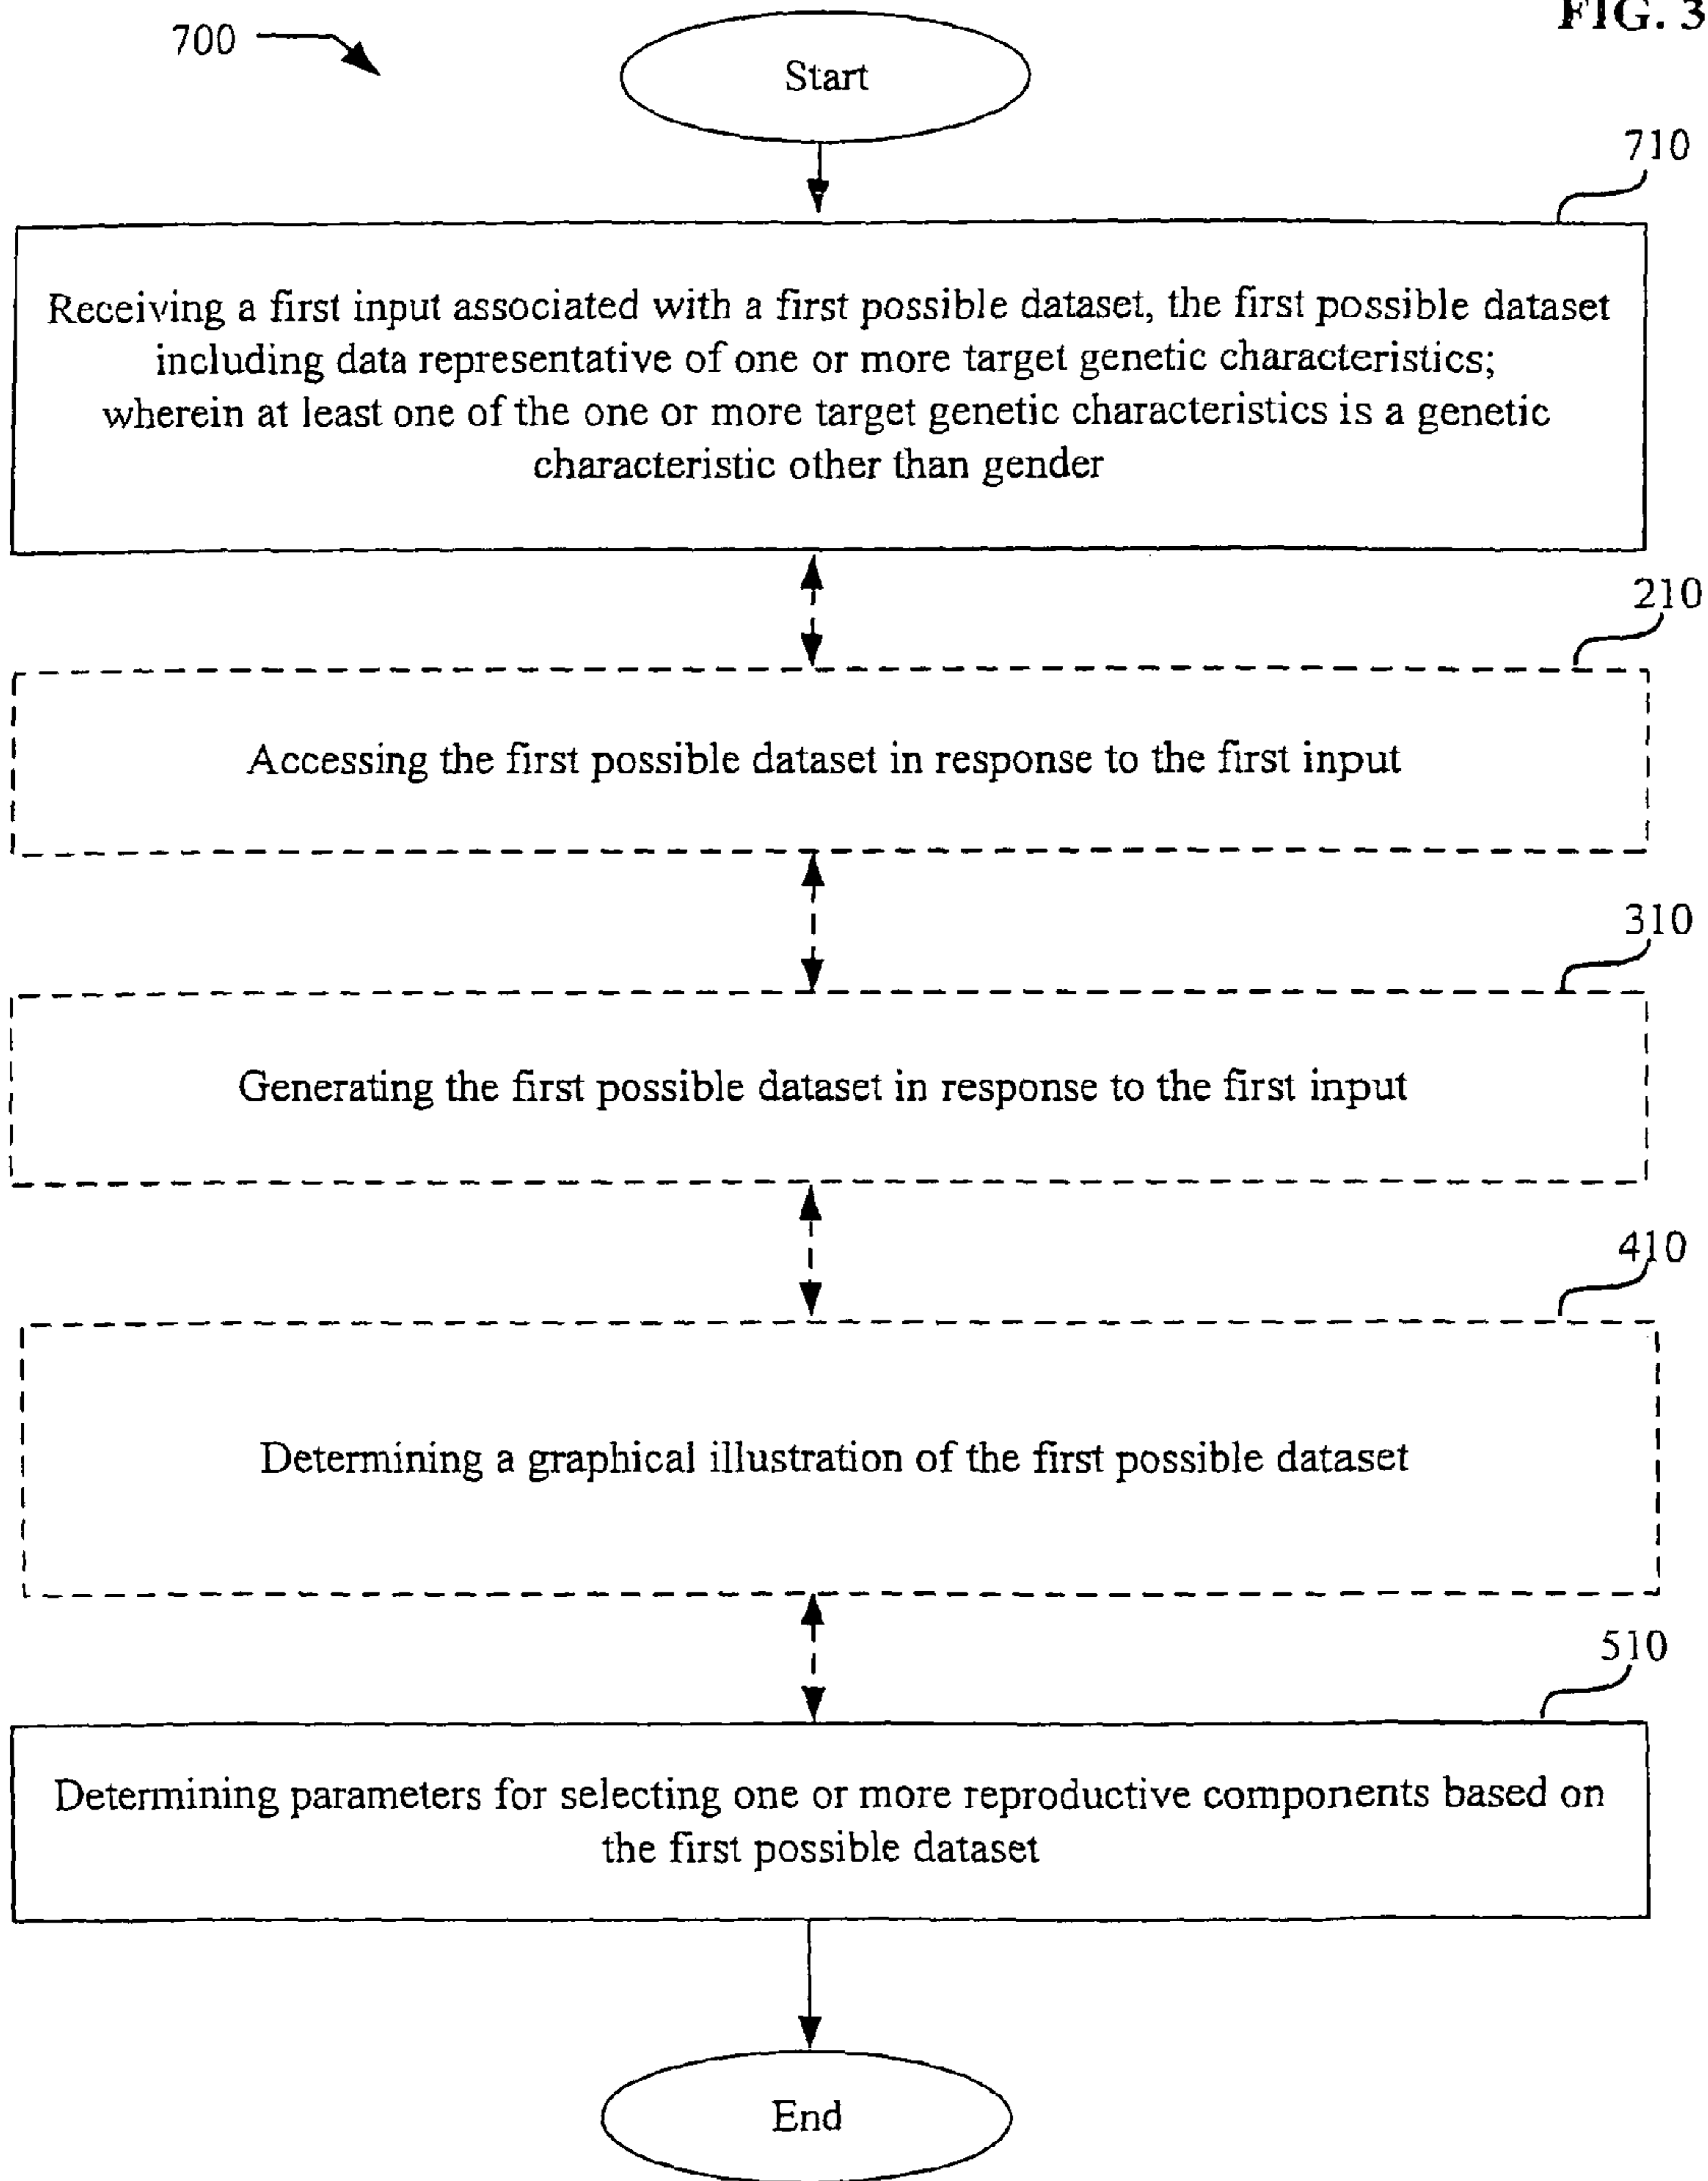 FIG. 3
700
Start
710
Receiving a first input associated with a first possible dataset, the first possible dataset
including data representative of one or more target genetic characteristics;
wherein at least one of the one or more target genetic characteristics is a genetic
characteristic other than gender
210
Accessing the first possible dataset in response to the first input
310
Generating the first possible dataset in response to the first input
410
Determining a graphical illustration of the first possible dataset
510
Determining parameters for selecting one or more reproductive components based on
the first possible dataset
End